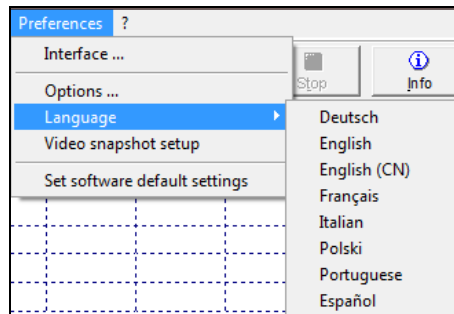 Preferences ?
Interface ...
Stop
Info
Options ...
Language
Deutsch
Video snapshot setup
English
English (CN)
Set software default settings
Français
Italian
Polski
Portuguese
Español